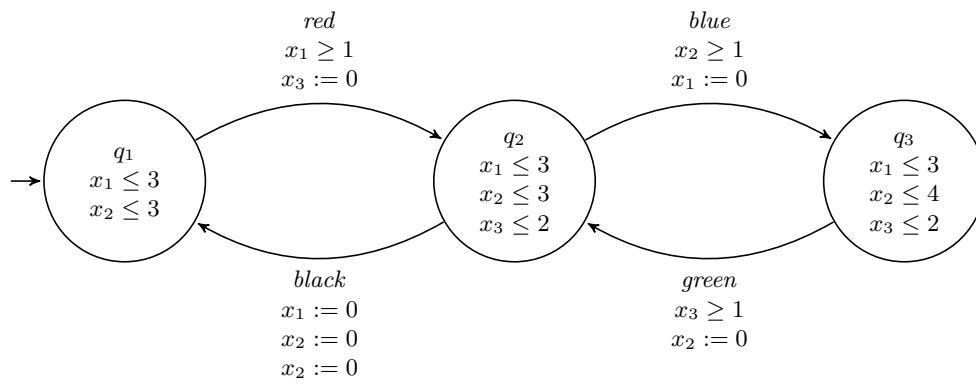 red
x₁ ≥ 1
x₃ := 0
blue
x₂ ≥ 1
x₁ := 0
q₁
x₁ ≤ 3
x₂ ≤ 3
q₂
x₁ ≤ 3
x₂ ≤ 3
x₃ ≤ 2
q₃
x₁ ≤ 3
x₂ ≤ 4
x₃ ≤ 2
black
x₁ := 0
x₂ := 0
x₂ := 0
green
x₃ ≥ 1
x₂ := 0